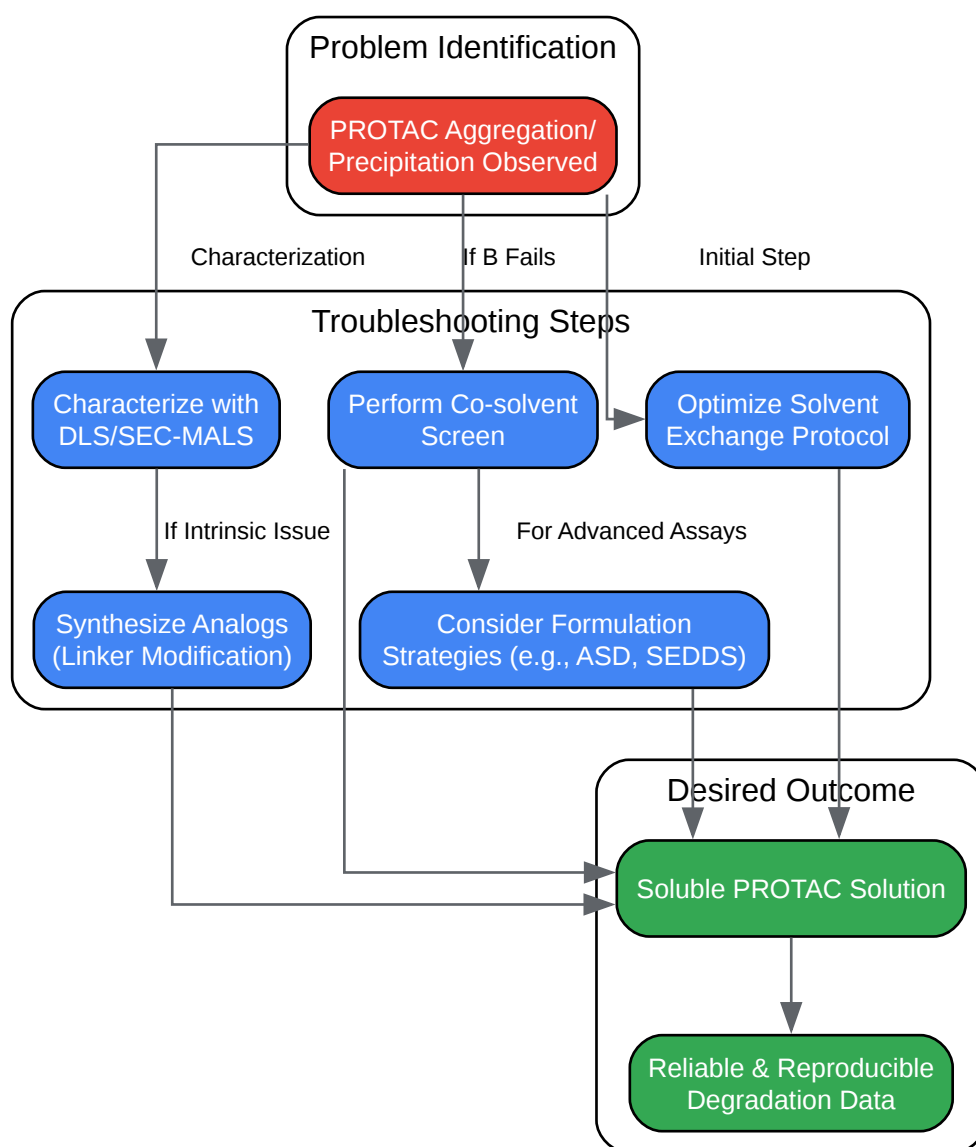 Problem Identification
PROTAC Aggregation/
Precipitation Observed
Characterization
If B Fails
Initial Step
Troubleshooting Steps
Characterize with
DLS/SEC-MALS
Perform Co-solvent
Screen
Optimize Solvent
Exchange Protocol
If Intrinsic Issue
For Advanced Assays
Synthesize Analogs
(Linker Modification)
Consider Formulation
Strategies (e.g., ASD, SEDDS)
Desired Outcome
Soluble PROTAC Solution
Reliable & Reproducible
Degradation Data